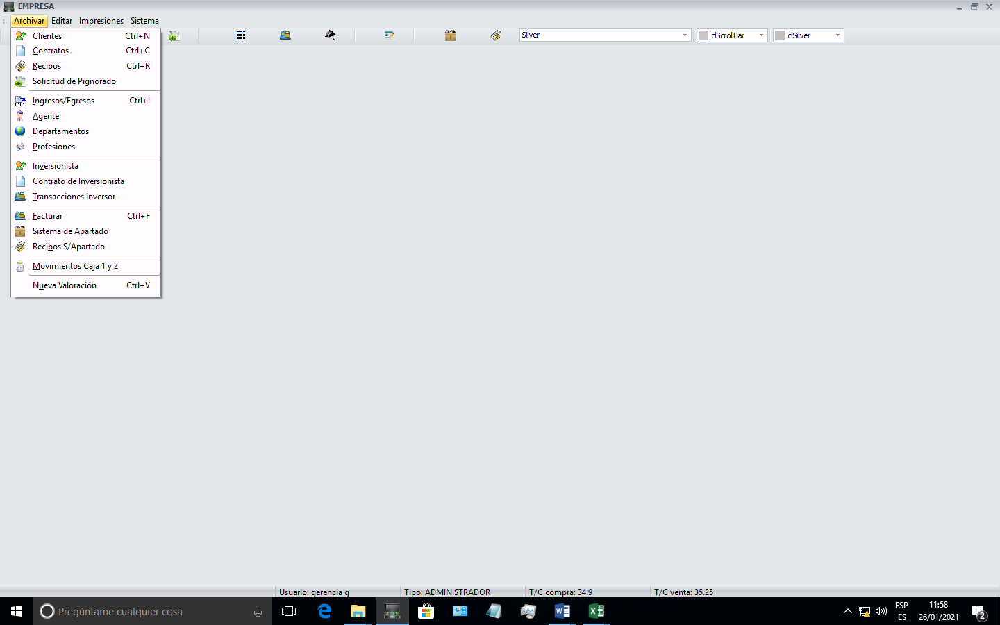 EMPRESA
Archivar Editar Impresiones Sistema
Silver clScrollBar clSilver
Clientes Ctrl+N
Contratos Ctrl+C
Recibos Ctrl+R
Solicitud de Pignorado
Ingresos/Egresos Ctrl+I
Agente
Departamentos
Profesiones
Inversionista
Contrato de Inversionista
Transacciones inversor
Facturar Ctrl+F
Sistema de Apartado
Recibos S/Apartado
Movimientos Caja 1 y 2
Nueva Valoración Ctrl+V
Usuario: gerencia g Tipo: ADMINISTRADOR T/C compra: 34.9 T/C venta: 35.25
Pregúntame cualquier cosa
ESP 11:58
ES 26/01/2021 2